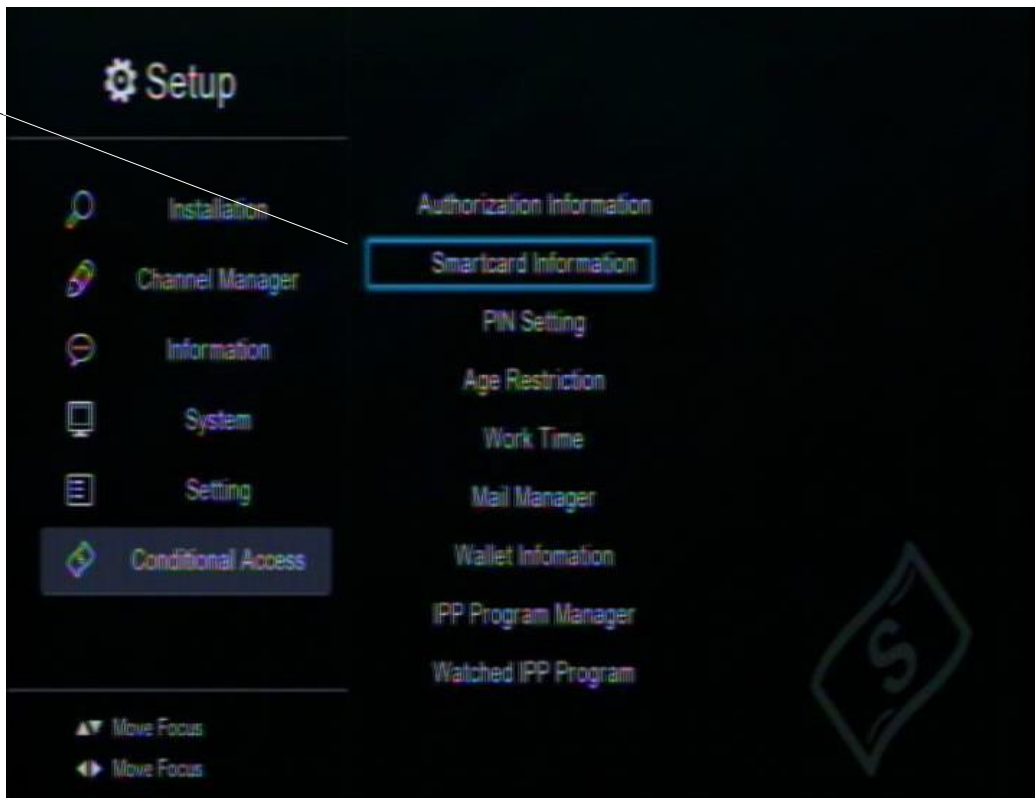 Setup
Installation
Channel Manager
Information
System
Setting
Conditional Access
Move Focus
Move Focus
Authorization Information
Smartcard Information
PIN Setting
Age Restriction
Work Time
Mail Manager
Wallet Infomation
IPP Program Manager
Watched IPP Program
S